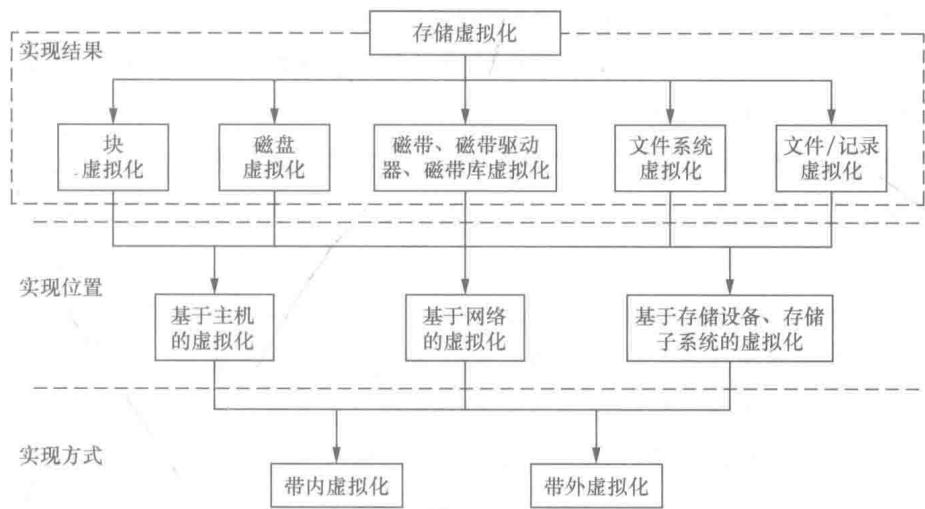 存储虚拟化
实现结果
块
虚拟化
磁盘
虚拟化
磁带、磁带驱动
器、磁带库虚拟化
文件系统
虚拟化
文件/记录
虚拟化
实现位置
基于主机
的虚拟化
基于网络
的虚拟化
基于存储设备、存储
子系统的虚拟化
实现方式
带内虚拟化
带外虚拟化